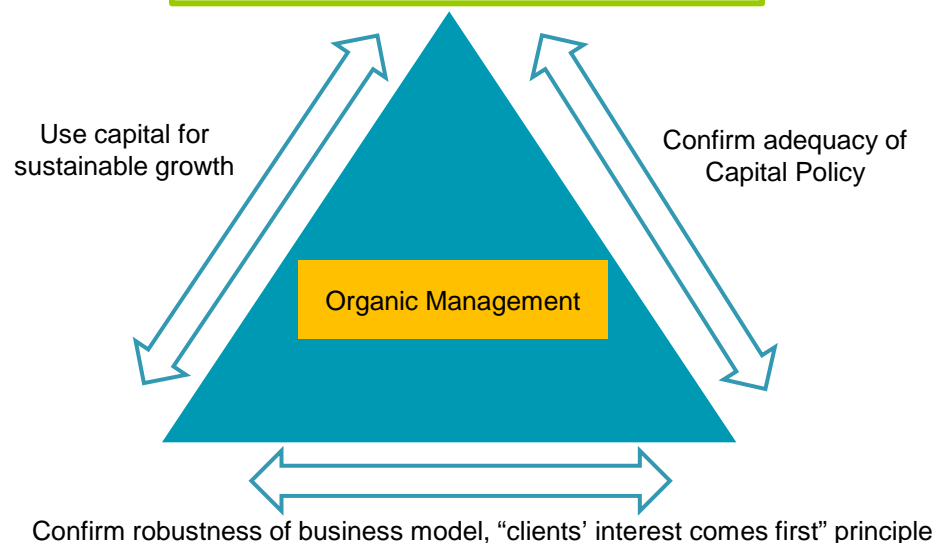 Use capital for
sustainable growth
Confirm adequacy of
Capital Policy
Organic Management
Confirm robustness of business model, “clients’ interest comes first” principle